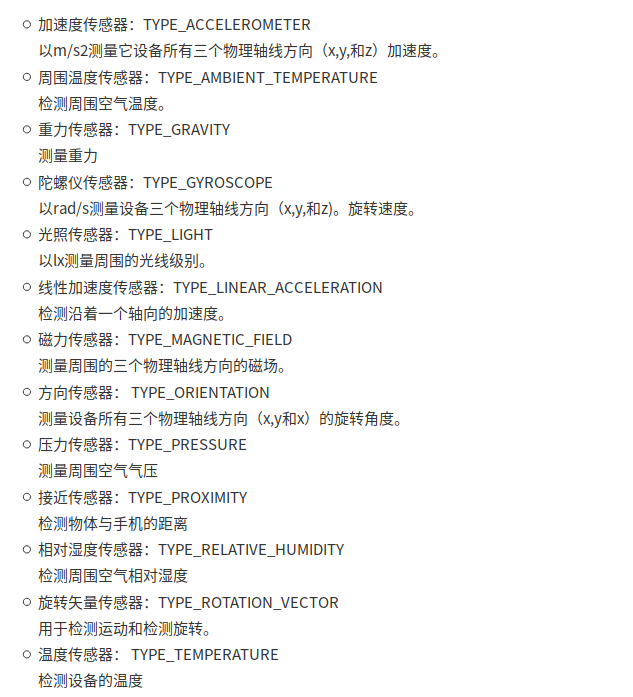 加速度传感器：TYPE_ACCELEROMETER
以m/s2测量它设备所有三个物理轴线方向（x,y,和z）加速度。
周围温度传感器：TYPE_AMBIENT_TEMPERATURE
检测周围空气温度。
重力传感器：TYPE_GRAVITY
测量重力
陀螺仪传感器：TYPE_GYROSCOPE
以rad/s测量设备三个物理轴线方向（x,y,和z)。旋转速度。
光照传感器：TYPE_LIGHT
以lx测量周围的光线级别。
线性加速度传感器：TYPE_LINEAR_ACCELERATION
检测沿着一个轴向的加速度。
磁力传感器：TYPE_MAGNETIC_FIELD
测量周围的三个物理轴线方向的磁场。
方向传感器： TYPE_ORIENTATION
测量设备所有三个物理轴线方向（x,y和x）的旋转角度。
压力传感器：TYPE_PRESSURE
测量周围空气气压
接近传感器：TYPE_PROXIMITY
检测物体与手机的距离
相对湿度传感器：TYPE_RELATIVE_HUMIDITY
检测周围空气相对湿度
旋转矢量传感器：TYPE_ROTATION_VECTOR
用于检测运动和检测旋转。
温度传感器： TYPE_TEMPERATURE
检测设备的温度